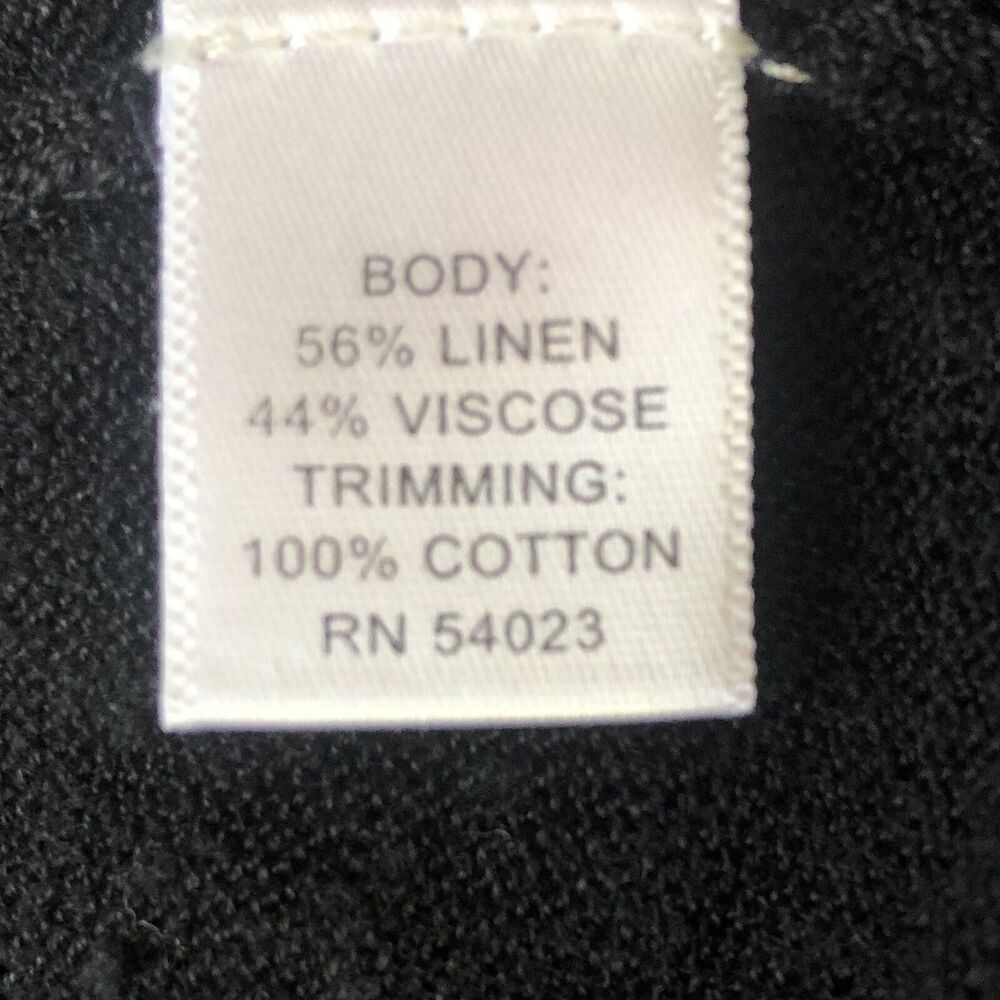 BODY:
56% LINEN
44% VISCOSE
TRIMMING:
100% COTTON
RN 54023